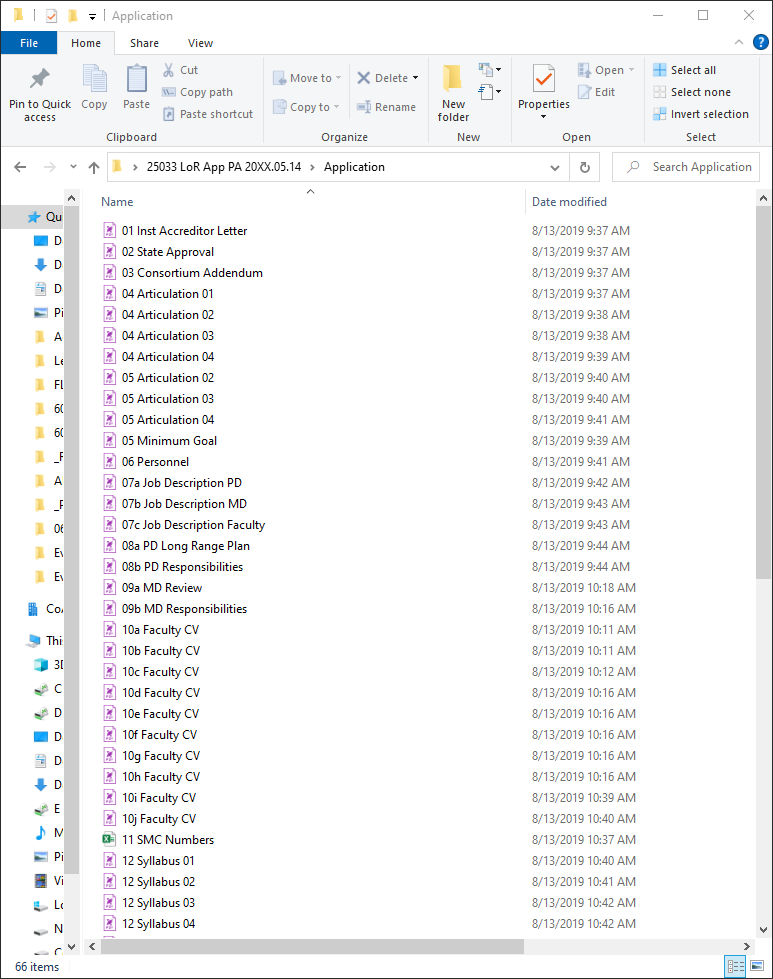 Application
File Home Share View
Pin to Quick access
Copy
Paste
Cut
Copy path
Paste shortcut
Clipboard
Move to
Copy to
Delete
Rename
Organize
New folder
New
Properties
Open
Edit
Open
Select all
Select none
Invert selection
Select
25033 LoR App PA 20XX.05.14 > Application
Search Application
Name Date modified
01 Inst Accreditor Letter 8/13/2019 9:37 AM
02 State Approval 8/13/2019 9:37 AM
03 Consortium Addendum 8/13/2019 9:37 AM
04 Articulation 01 8/13/2019 9:37 AM
04 Articulation 02 8/13/2019 9:38 AM
04 Articulation 03 8/13/2019 9:38 AM
04 Articulation 04 8/13/2019 9:39 AM
05 Articulation 02 8/13/2019 9:40 AM
05 Articulation 03 8/13/2019 9:40 AM
05 Articulation 04 8/13/2019 9:41 AM
05 Minimum Goal 8/13/2019 9:39 AM
06 Personnel 8/13/2019 9:41 AM
07a Job Description PD 8/13/2019 9:42 AM
07b Job Description MD 8/13/2019 9:43 AM
07c Job Description Faculty 8/13/2019 9:43 AM
08a PD Long Range Plan 8/13/2019 9:44 AM
08b PD Responsibilities 8/13/2019 9:44 AM
09a MD Review 8/13/2019 10:18 AM
09b MD Responsibilities 8/13/2019 10:16 AM
10a Faculty CV 8/13/2019 10:11 AM
10b Faculty CV 8/13/2019 10:11 AM
10c Faculty CV 8/13/2019 10:12 AM
10d Faculty CV 8/13/2019 10:16 AM
10e Faculty CV 8/13/2019 10:16 AM
10f Faculty CV 8/13/2019 10:16 AM
10g Faculty CV 8/13/2019 10:16 AM
10h Faculty CV 8/13/2019 10:16 AM
10i Faculty CV 8/13/2019 10:39 AM
10j Faculty CV 8/13/2019 10:40 AM
11 SMC Numbers 8/13/2019 10:37 AM
12 Syllabus 01 8/13/2019 10:40 AM
12 Syllabus 02 8/13/2019 10:41 AM
12 Syllabus 03 8/13/2019 10:42 AM
12 Syllabus 04 8/13/2019 10:42 AM
66 items